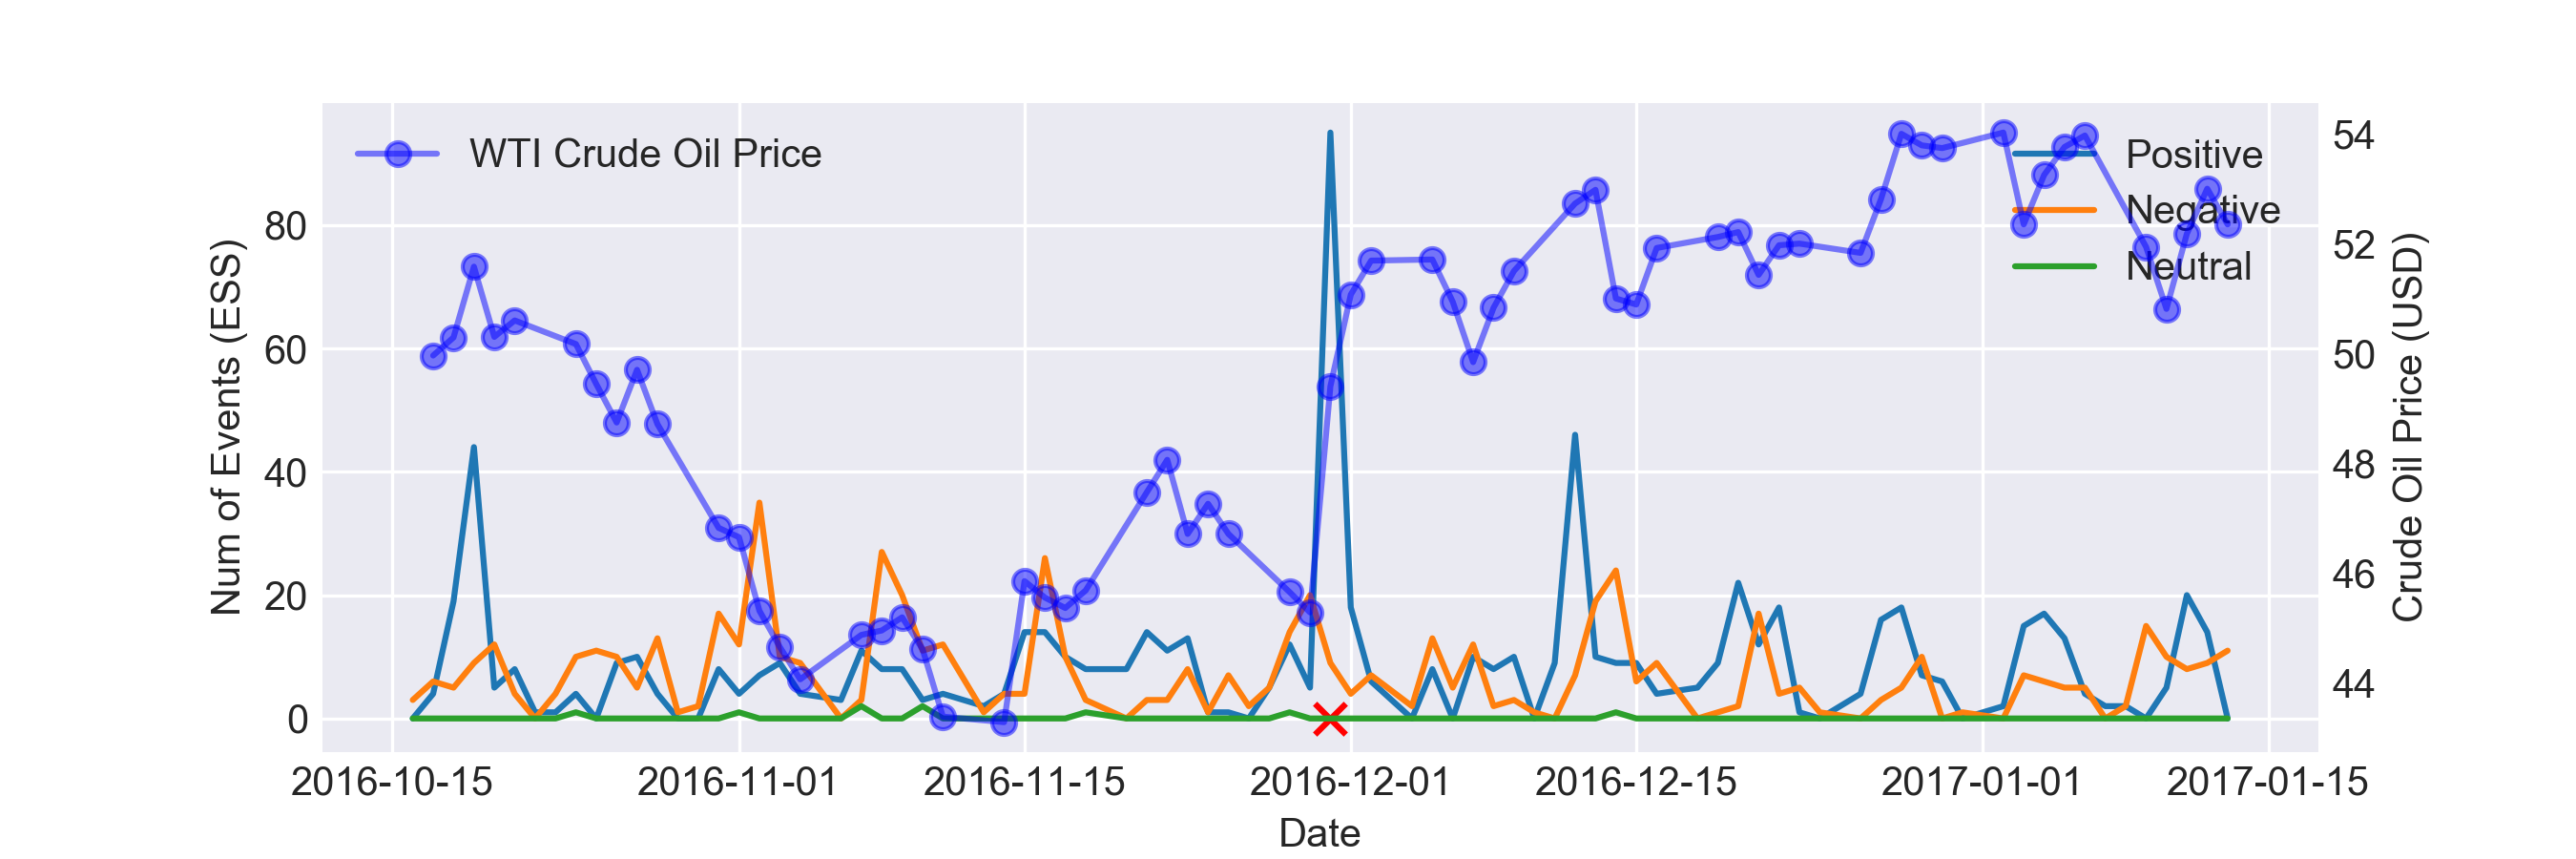 WTI Crude Oil Price
Positive
Negative
Neutral
Num of Events (ESS)
80
60
40
20
0
54
52
50
48
46
44
Crude Oil Price (USD)
2016-10-15 2016-11-01 2016-11-15 2016-12-01 2016-12-15 2017-01-01 2017-01-15
Date